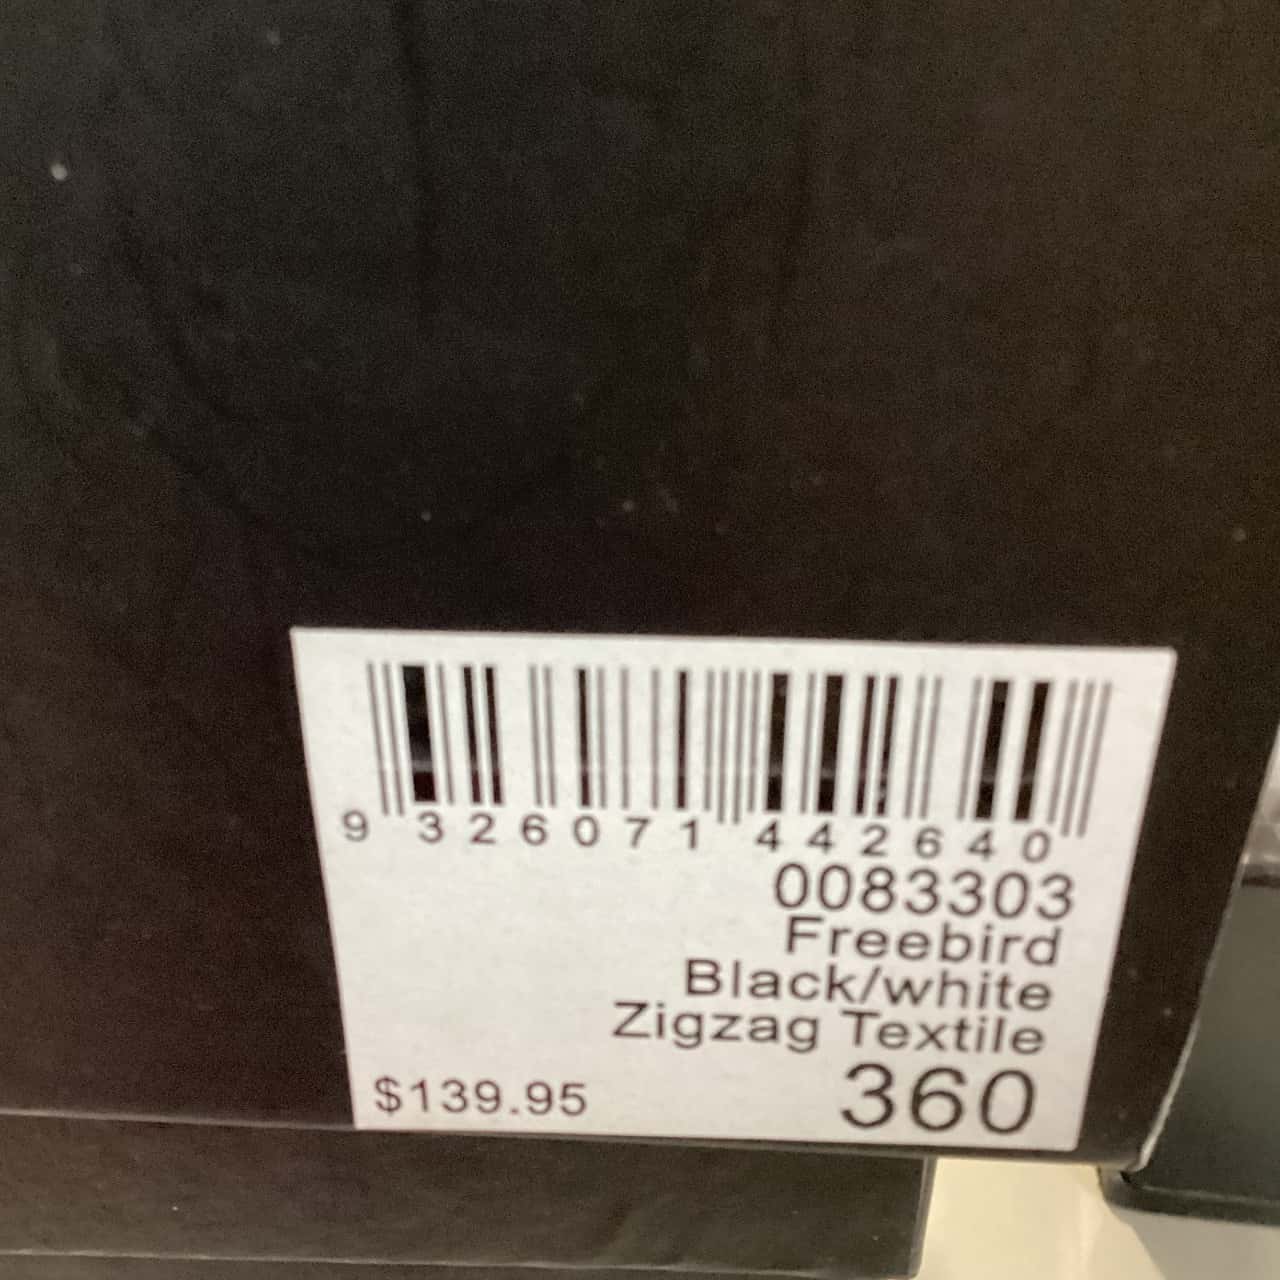 9 326071 442640
0083303
Freebird
Black/white
Zigzag Textile
$139.95 360